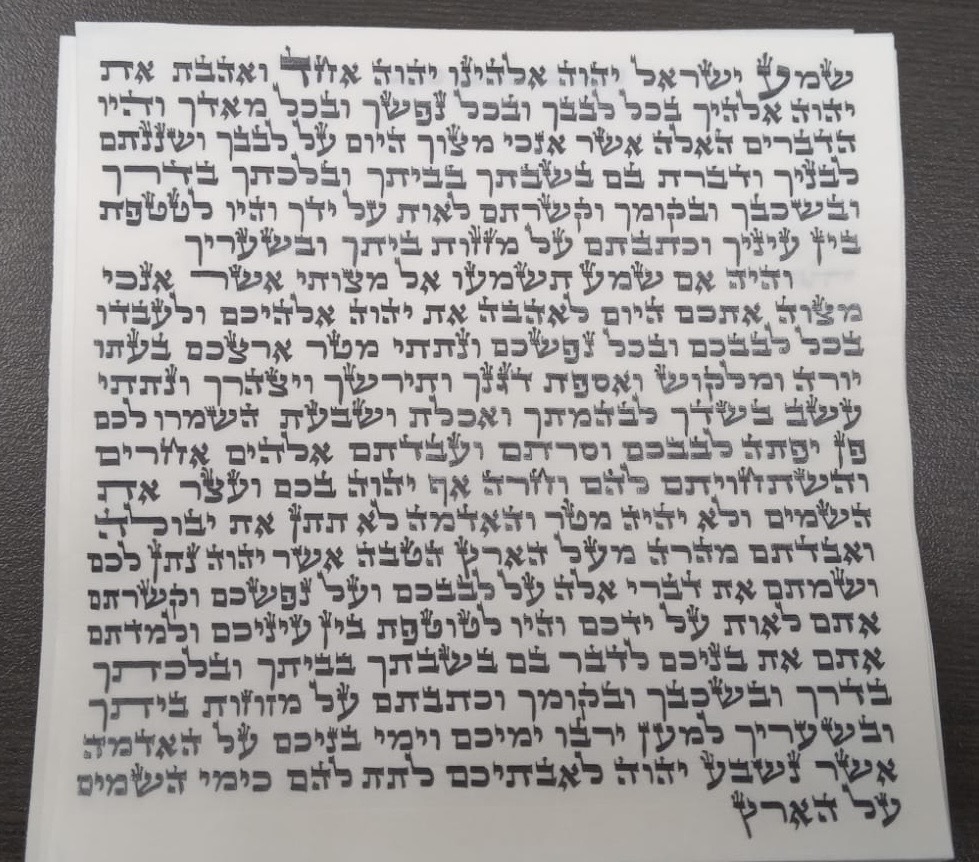 שמע ישראל יהוה אלהינו יהוה אחד ואהבת את
יהוה אלהיך בכל לבבך ובכל נפשך ובכל מאדך והיו
הדברים האלה אשר אנכי מצוך היום על לבבך ושננתם
לבניך ודברת בם בשבתך בביתך ובלכתך בדרך
ובשכבך ובקומך וקשרתם לאות על ידך והיו לטטפת
בין עיניך וכתבתם על מזזות ביתך ובשעריך
והיה אם שמע תשמעו אל מצותי אשר אנכי
מצוה אתכם היום לאהבה את יהוה אלהיכם ולעבדו
בכל לבבכם ובכל נפשכם ונתתי מטר ארצכם בעתו
יורה ומלקוש ואספת דגנך ותירשך ויצהרך ונתתי
עשב בשדך לבהמתך ואכלת ושבעת השמרו לכם
פן יפתה לבבכם וסרתם ועבדתם אלהים אחרים
והשתחויתם להם וחרה אף יהוה בכם ועצר את
השמים ולא יהיה מטר והאדמה לא תתן את יבולה
ואבדתם מהרה מעל הארץ הטבה אשר יהוה נתן לכם
ושמתם את דברי אלה על לבבכם ועל נפשכם וקשרתם
אתם לאות על ידכם והיו לטוטפת בין עיניכם ולמדתם
אתם את בניכם לדבר בם בשבתך בביתך ובלכתך
בדרך ובשכבך ובקומך וכתבתם על מזוזות ביתך
ובשעריך למען ירבו ימיכם וימי בניכם על האדמה
אשר נשבע יהוה לאבתיכם לתת להם כימי השמים
על הארץ